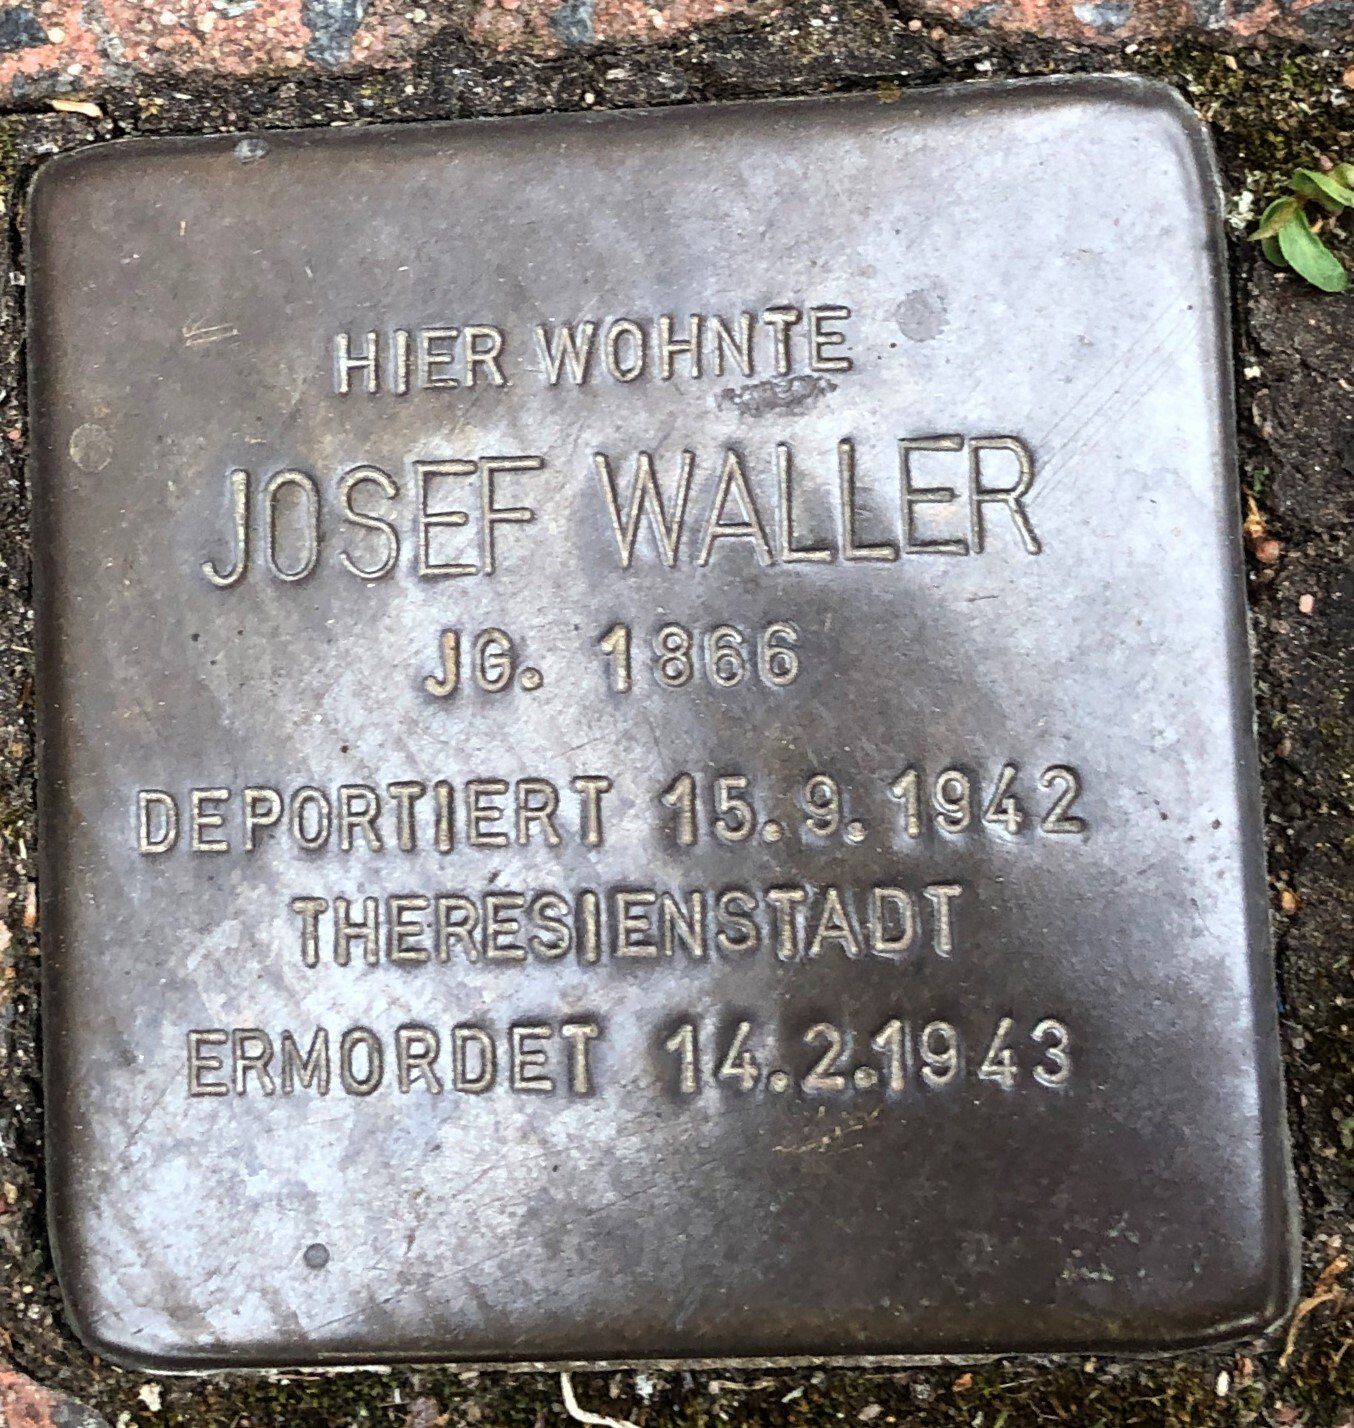 HIER WOHNTE
JOSEF WALLER
JG. 1866
DEPORTIERT 15.9.1942
THERESIENSTADT
ERMORDET 14.2.1943